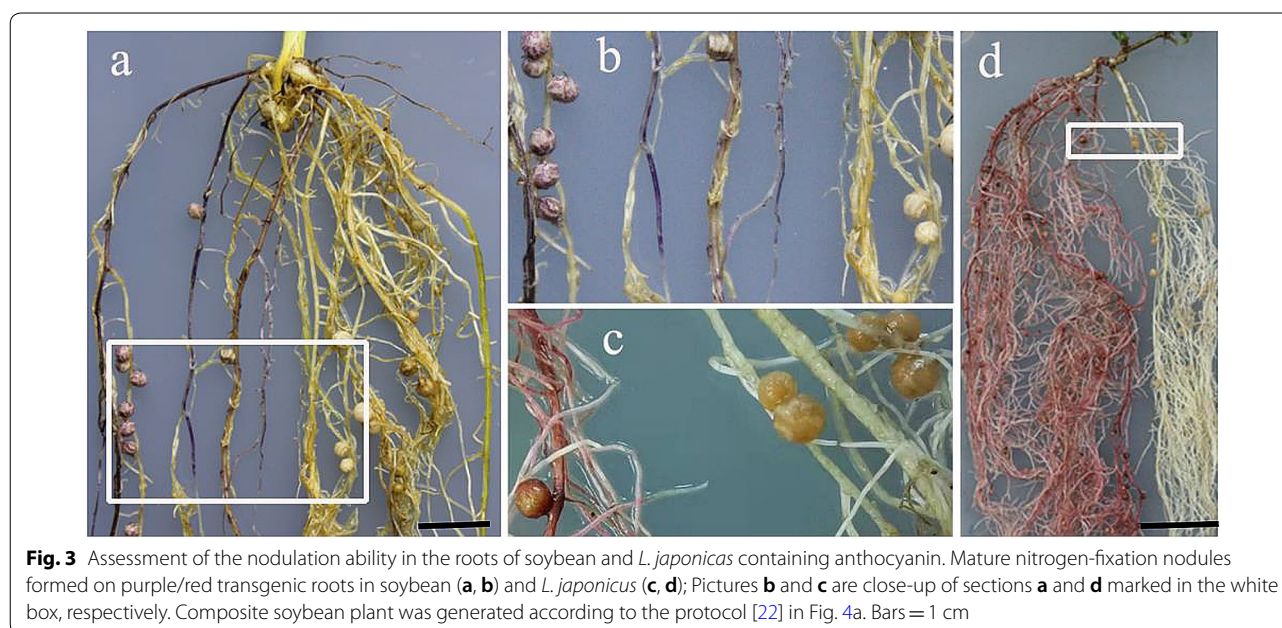 a
b
c
d
Fig. 3 Assessment of the nodulation ability in the roots of soybean and L. japonicas containing anthocyanin. Mature nitrogen-fixation nodules
formed on purple/red transgenic roots in soybean (a, b) and L. japonicus (c, d); Pictures b and c are close-up of sections a and d marked in the white
box, respectively. Composite soybean plant was generated according to the protocol [22] in Fig. 4a. Bars = 1 cm